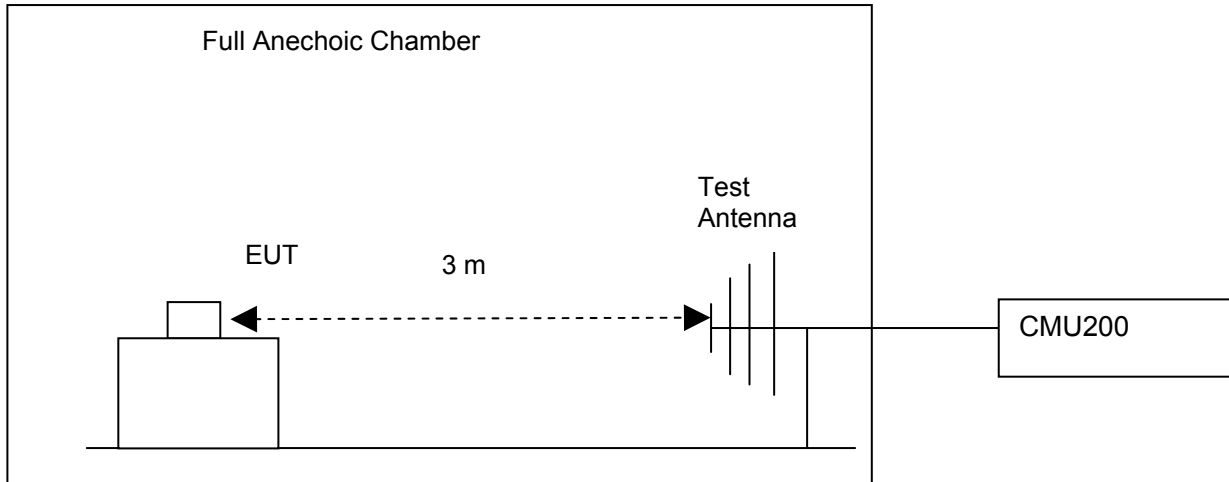 Full Anechoic Chamber
Test
Antenna
EUT
3 m
CMU200